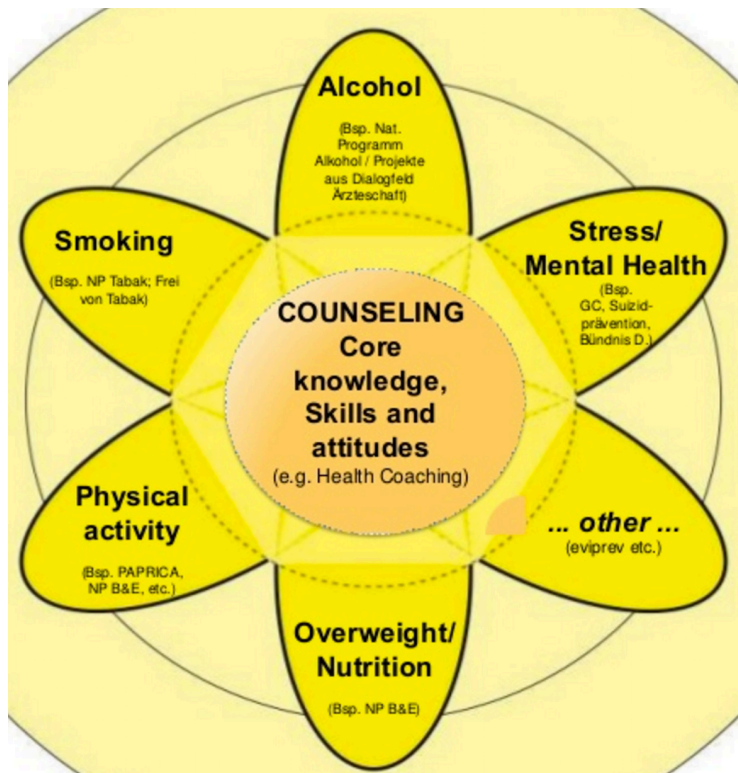 Alcohol
(Bsp. Nat.
Programm
Alkohol / Projekte
aus Dialogfeld
Ärzteschaft)
Smoking
(Bsp. NP Tabak; Frei
von Tabak)
Stress/
Mental Health
(Bsp.
GC, Suizid-
prävention,
Bündnis D.)
COUNSELING
Core
knowledge,
Skills and
attitudes
(e.g. Health Coaching)
Physical
activity
(Bsp. PAPRICA,
NP B&E, etc.)
... other ...
(eviprev etc.)
Overweight/
Nutrition
(Bsp. NP B&E)